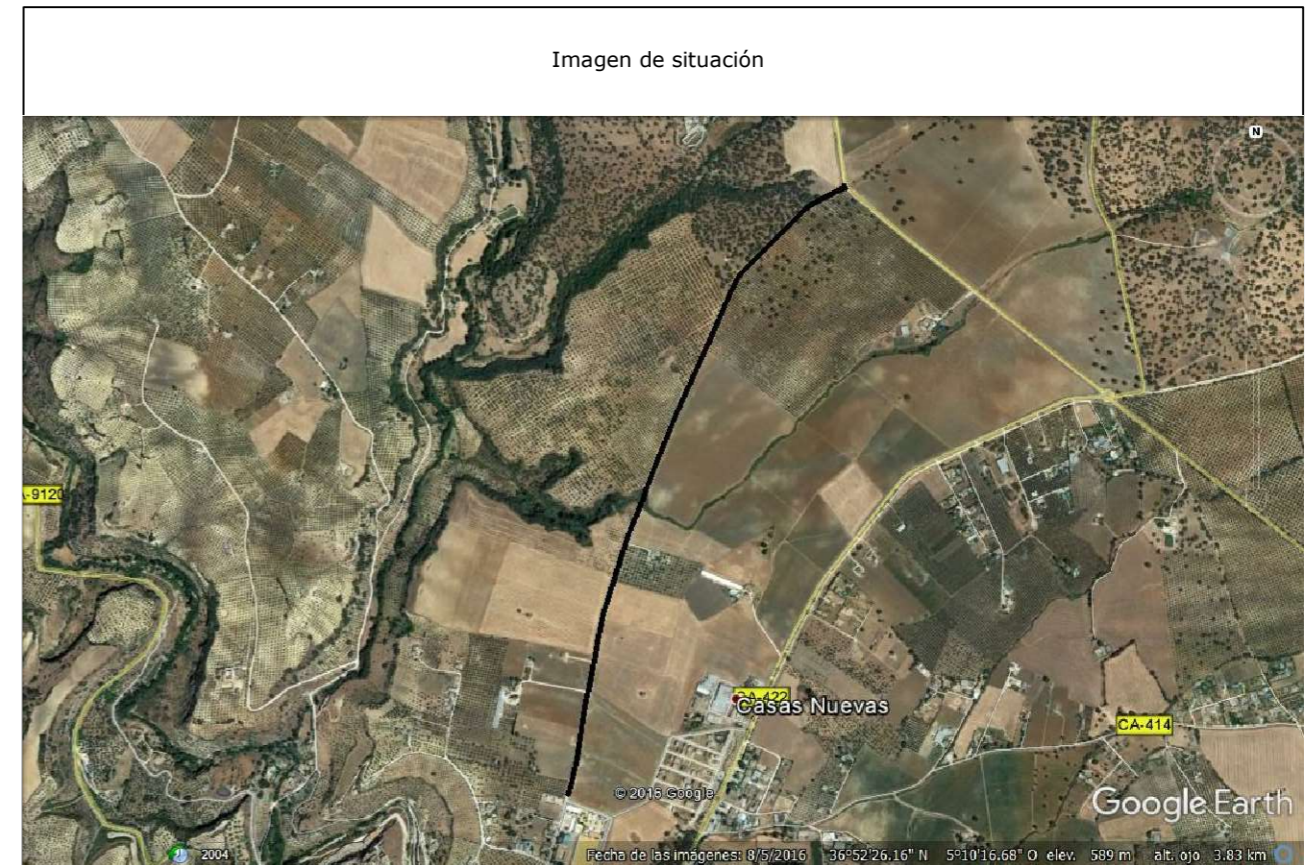 Imagen de situación
N
A-9120
CA-422
Casas Nuevas
CA-414
© 2016 Google
Google Earth
2004
Fecha de las imágenes: 8/5/2016 36°52'26.16" N 5°10'16.68" O elev. 589 m alt. ojo 3.83 km